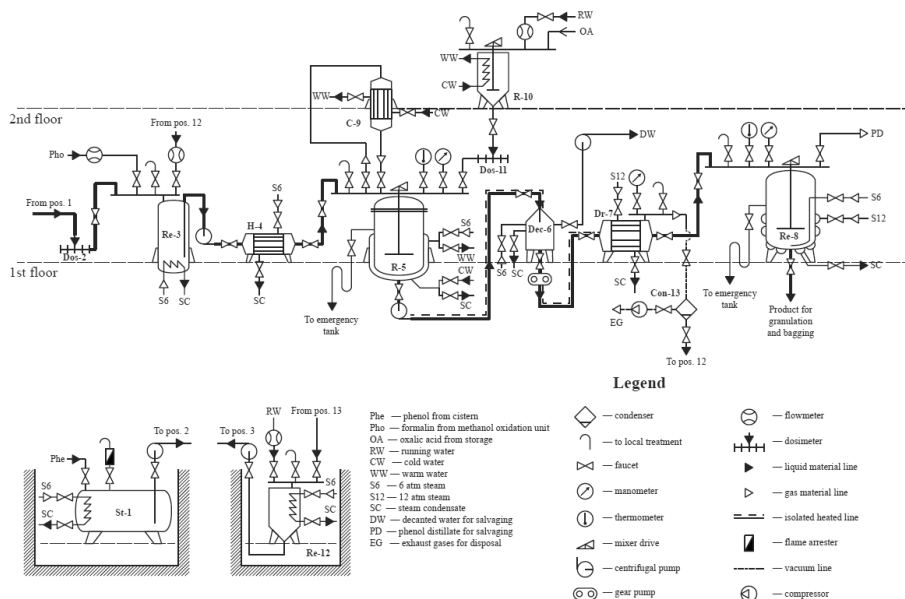 RW
OA
WW
CW
R-10
2nd floor
WW
CW
C-9
From pos. 12
Pho
DW
PD
Dos-11
From pos. 1
Dos-2
Re-3
H-4
S6
S6
SC
SC
R-5
S6
WW
CW
SC
To emergency
tank
Dec-6
S6
SC
Dr-7
S12
SC
Re-8
S6
S12
SC
1st floor
Con-13
EG
To pos. 12
To emergency
tank
Product for
granulation
and bagging
Legend
Phe
To pos. 2
S6
SC
St-1
To pos. 3
RW
From pos. 13
S6
SC
Re-12
Phe — phenol from cistern
Pho — formalin from methanol oxidation unit
OA — oxalic acid from storage
RW — running water
CW — cold water
WW — warm water
S6 — 6 atm steam
S12 — 12 atm steam
SC — steam condensate
DW — decanted water for salvaging
PD — phenol distillate for salvaging
EG — exhaust gases for disposal
— condenser
— to local treatment
— faucet
— manometer
— thermometer
— mixer drive
— centrifugal pump
— gear pump
— flowmeter
— dosimeter
— liquid material line
— gas material line
— isolated heated line
— flame arrester
— vacuum line
— compressor